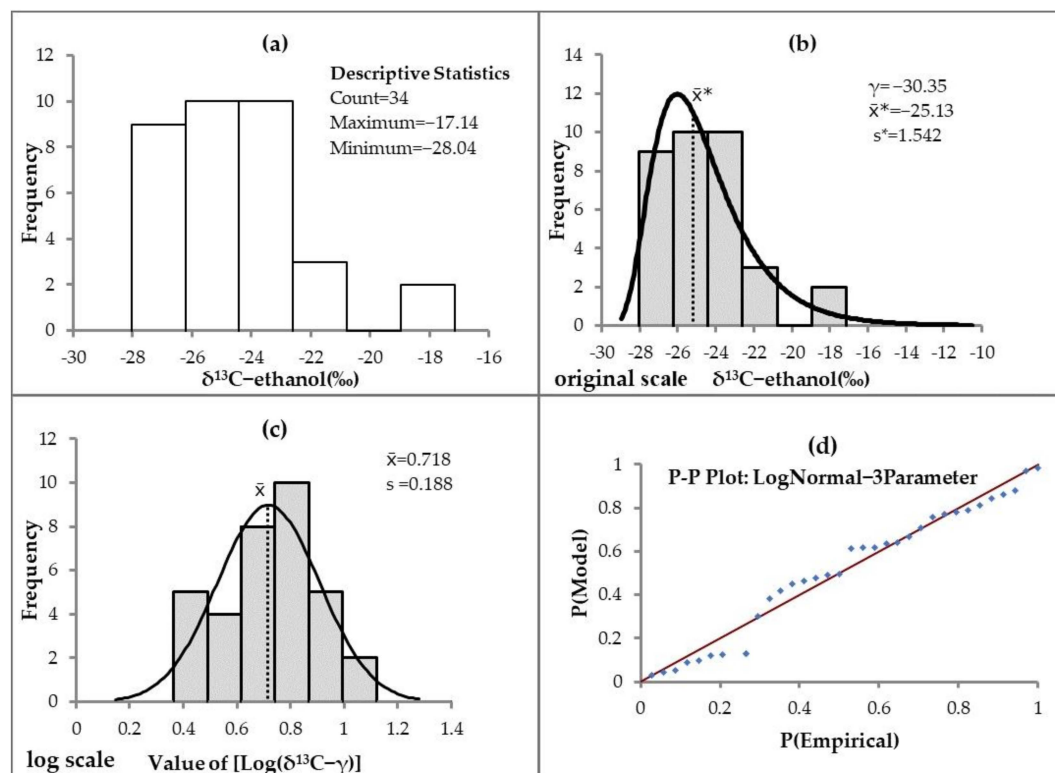 (a)
Descriptive Statistics
Count=34
Maximum=−17.14
Minimum=−28.04
Frequency
12
10
8
6
4
2
0
-30 -28 -26 -24 -22 -20 -18 -16
δ¹³C−ethanol(‰)
(b)
x̄*
γ=−30.35
x̄*=−25.13
s*=1.542
Frequency
14
12
10
8
6
4
2
0
-30 -28 -26 -24 -22 -20 -18 -16 -14 -12 -10
original scale δ¹³C−ethanol(‰)
(c)
x̄
x̄=0.718
s =0.188
Frequency
12
10
8
6
4
2
0
0 0.2 0.4 0.6 0.8 1 1.2 1.4
log scale Value of [Log(δ¹³C−γ)]
(d)
P-P Plot: LogNormal−3Parameter
P(Model)
1
0.8
0.6
0.4
0.2
0
0 0.2 0.4 0.6 0.8 1
P(Empirical)